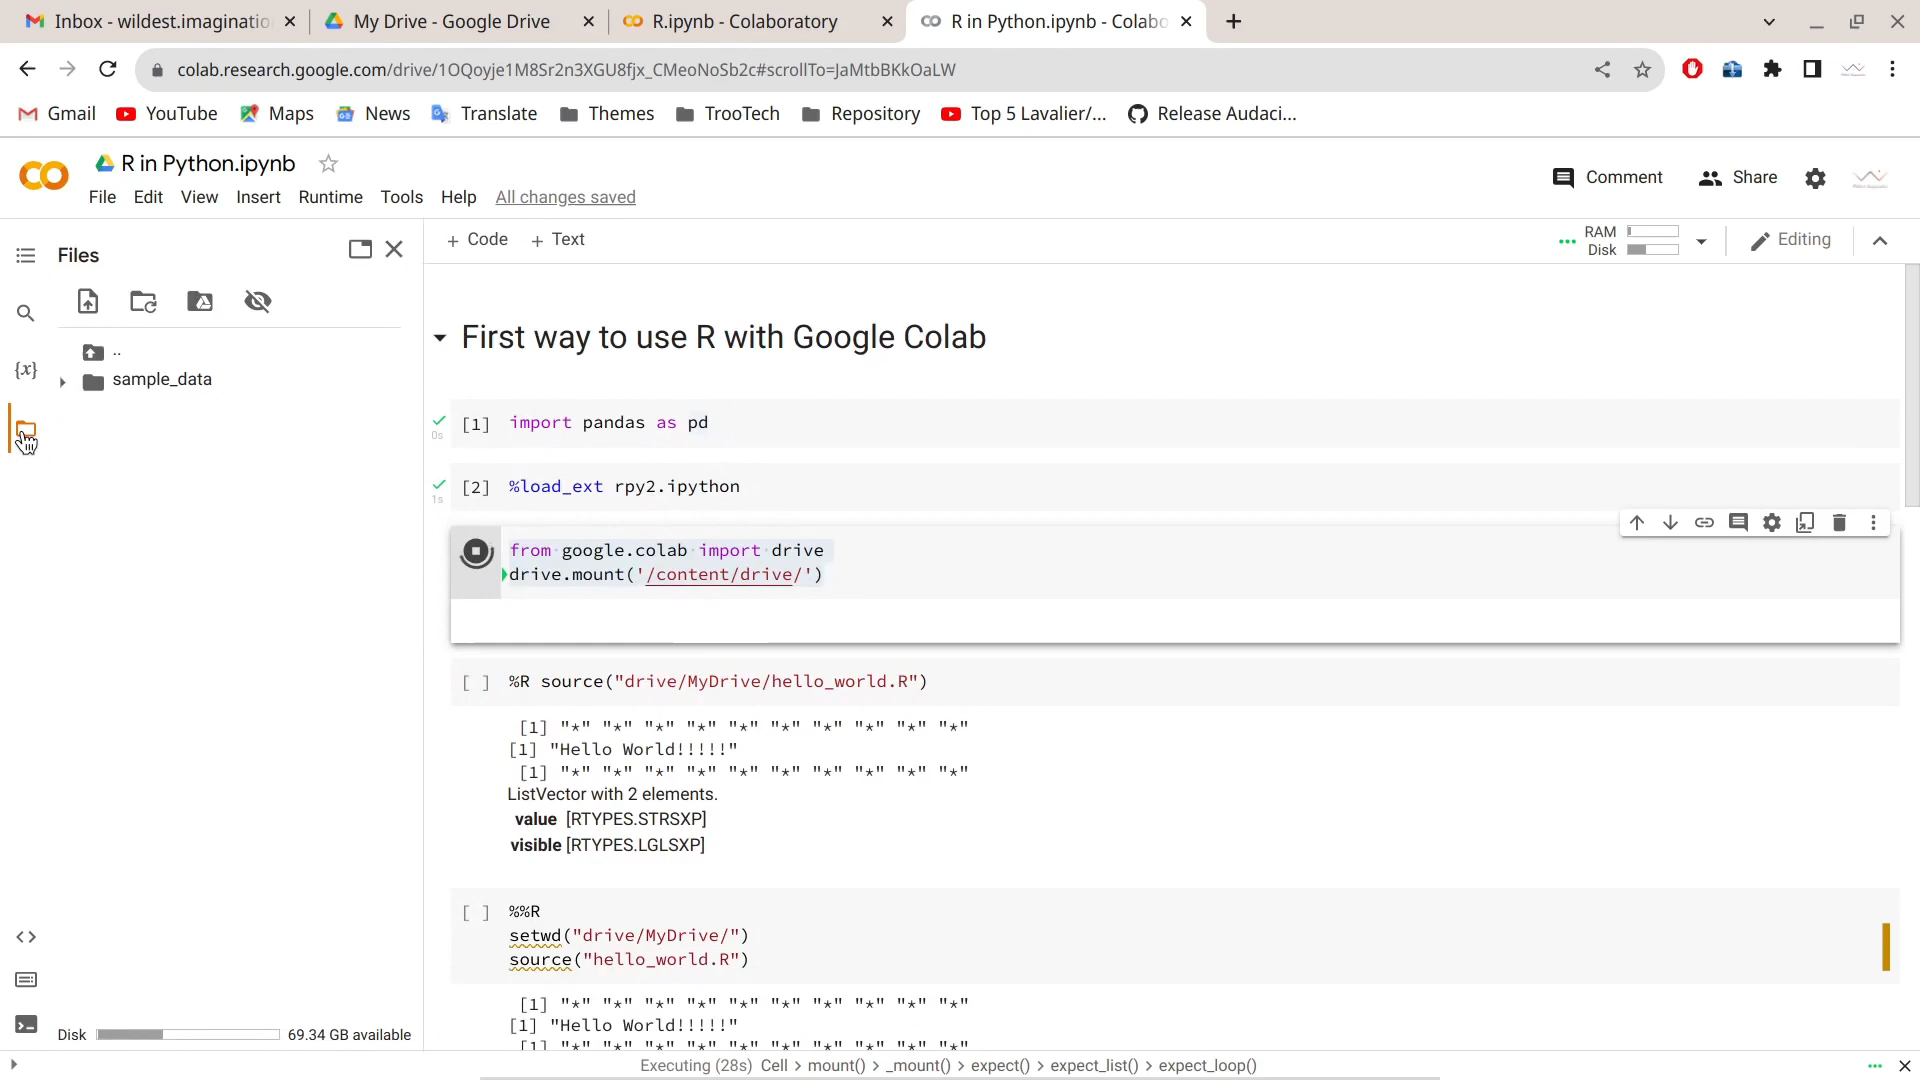 Inbox - wildest.imaginatio
My Drive - Google Drive
R.ipynb - Colaboratory
R in Python.ipynb - Colabo
colab.research.google.com/drive/1OQoyje1M8Sr2n3XGU8fjx_CMeoNoSb2c#scrollTo=JaMtbBKkOaLW
Gmail
YouTube
Maps
News
Translate
Themes
TrooTech
Repository
Top 5 Lavalier/...
Release Audaci...
R in Python.ipynb
File Edit View Insert Runtime Tools Help All changes saved
Comment
Share
Files
+ Code + Text
RAM
Disk
Editing
..
sample_data
{x}
First way to use R with Google Colab
0s
[1] import pandas as pd
1s
[2] %load_ext rpy2.ipython
from google.colab import drive
drive.mount('/content/drive/')
[ ] %R source("drive/MyDrive/hello_world.R")
[1] "*" "*" "*" "*" "*" "*" "*" "*" "*" "*"
[1] "Hello World!!!!!"
[1] "*" "*" "*" "*" "*" "*" "*" "*" "*" "*"
ListVector with 2 elements.
value [RTYPES.STRSXP]
visible [RTYPES.LGLSXP]
[ ] %%R
setwd("drive/MyDrive/")
source("hello_world.R")
[1] "*" "*" "*" "*" "*" "*" "*" "*" "*" "*"
[1] "Hello World!!!!!"
[1] "*" "*" "*" "*" "*" "*" "*" "*" "*" "*"
Disk 69.34 GB available
Executing (28s) Cell > mount() > _mount() > expect() > expect_list() > expect_loop()